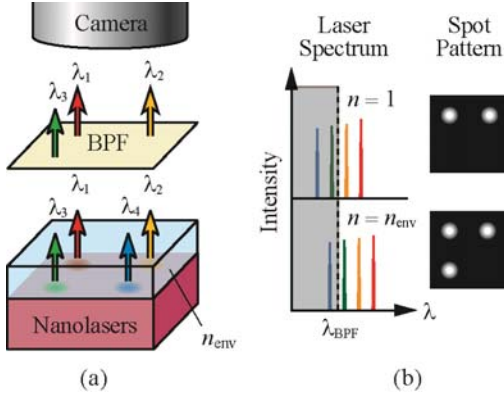 Camera
λ1
λ2
λ3
BPF
λ1
λ2
λ3
λ4
Nanolasers
nenv
(a)
Laser
Spectrum
Spot
Pattern
Intensity
n = 1
n = nenv
λBPF
λ
(b)